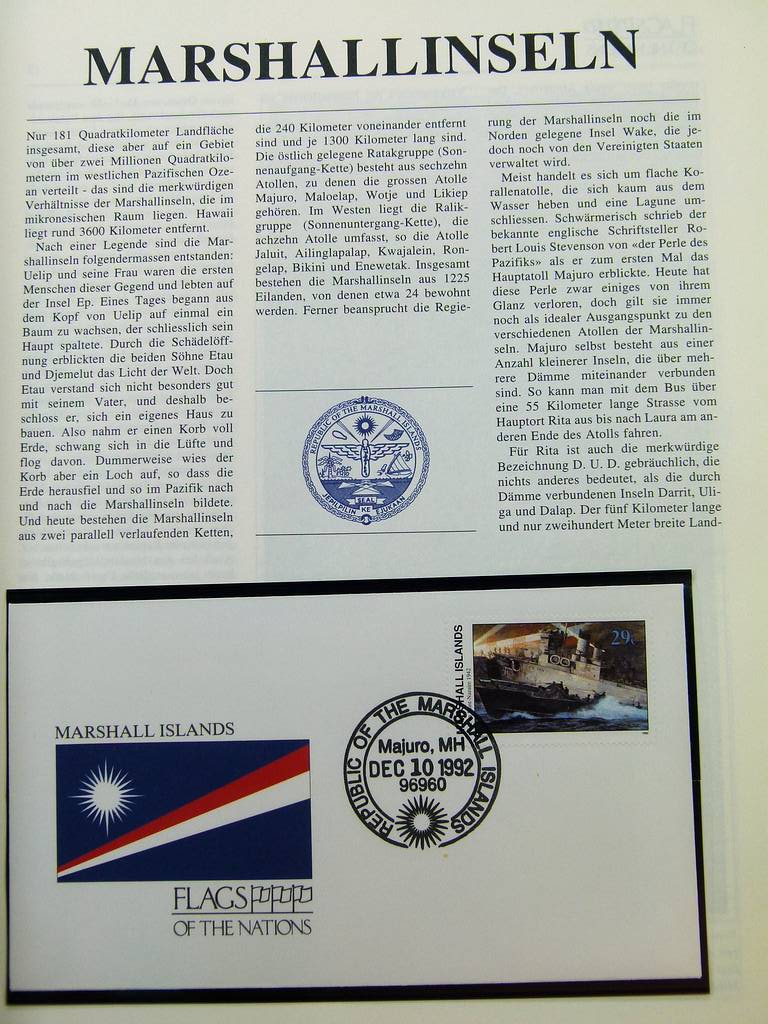 MARSHALLINSELN
Nur 181 Quadratkilometer Landfläche
insgesamt, diese aber auf ein Gebiet
von über zwei Millionen Quadratkilo-
metern im westlichen Pazifischen Oze-
an verteilt - das sind die merkwürdigen
Verhältnisse der Marshallinseln, die im
mikronesischen Raum liegen. Hawaii
liegt rund 3600 Kilometer entfernt.
Nach einer Legende sind die Mar-
shallinseln folgendermassen entstanden:
Uelip und seine Frau waren die ersten
Menschen dieser Gegend und lebten auf
der Insel Ep. Eines Tages begann aus
dem Kopf von Uelip auf einmal ein
Baum zu wachsen, der schliesslich sein
Haupt spaltete. Durch die Schädelöff-
nung erblickten die beiden Söhne Etau
und Djemelut das Licht der Welt. Doch
Etau verstand sich nicht besonders gut
mit seinem Vater, und deshalb be-
schloss er, sich ein eigenes Haus zu
bauen. Also nahm er einen Korb voll
Erde, schwang sich in die Lüfte und
flog davon. Dummerweise wies der
Korb aber ein Loch auf, so dass die
Erde herausfiel und so im Pazifik nach
und nach die Marshallinseln bildete.
Und heute bestehen die Marshallinseln
aus zwei parallell verlaufenden Ketten,
die 240 Kilometer voneinander entfernt
sind und je 1300 Kilometer lang sind.
Die östlich gelegene Ratakgruppe (Son-
nenaufgang-Kette) besteht aus sechzehn
Atollen, zu denen die grossen Atolle
Majuro, Maloelap, Wotje und Likiep
gehören. Im Westen liegt die Ralik-
gruppe (Sonnenuntergang-Kette), die
achzehn Atolle umfasst, so die Atolle
Jaluit, Ailinglapalap, Kwajalein, Ron-
gelap, Bikini und Enewetak. Insgesamt
bestehen die Marshallinseln aus 1225
Eilanden, von denen etwa 24 bewohnt
werden. Ferner beansprucht die Regie-
REPUBLIC OF THE MARSHALL ISLANDS
SEAL
JEPILPILIN KE EJUKAAN
rung der Marshallinseln noch die im
Norden gelegene Insel Wake, die je-
doch noch von den Vereinigten Staaten
verwaltet wird.
Meist handelt es sich um flache Ko-
rallenatolle, die sich kaum aus dem
Wasser heben und eine Lagune um-
schliessen. Schwärmerisch schrieb der
bekannte englische Schriftsteller Ro-
bert Louis Stevenson von «der Perle des
Pazifiks» als er zum ersten Mal das
Hauptatoll Majuro erblickte. Heute hat
diese Perle zwar einiges von ihrem
Glanz verloren, doch gilt sie immer
noch als idealer Ausgangspunkt zu den
verschiedenen Atollen der Marshallin-
seln. Majuro selbst besteht aus einer
Anzahl kleinerer Inseln, die über meh-
rere Dämme miteinander verbunden
sind. So kann man mit dem Bus über
eine 55 Kilometer lange Strasse vom
Hauptort Rita aus bis nach Laura am an-
deren Ende des Atolls fahren.
Für Rita ist auch die merkwürdige
Bezeichnung D. U. D. gebräuchlich, die
nichts anderes bedeutet, als die durch
Dämme verbundenen Inseln Darrit, Uli-
ga und Dalap. Der fünf Kilometer lange
und nur zweihundert Meter breite Land-
29
HALL ISLANDS
1942
REPUBLIC OF THE MARSHALL ISLANDS
Majuro, MH
DEC 10 1992
96960
MARSHALL ISLANDS
FLAGS
OF THE NATIONS